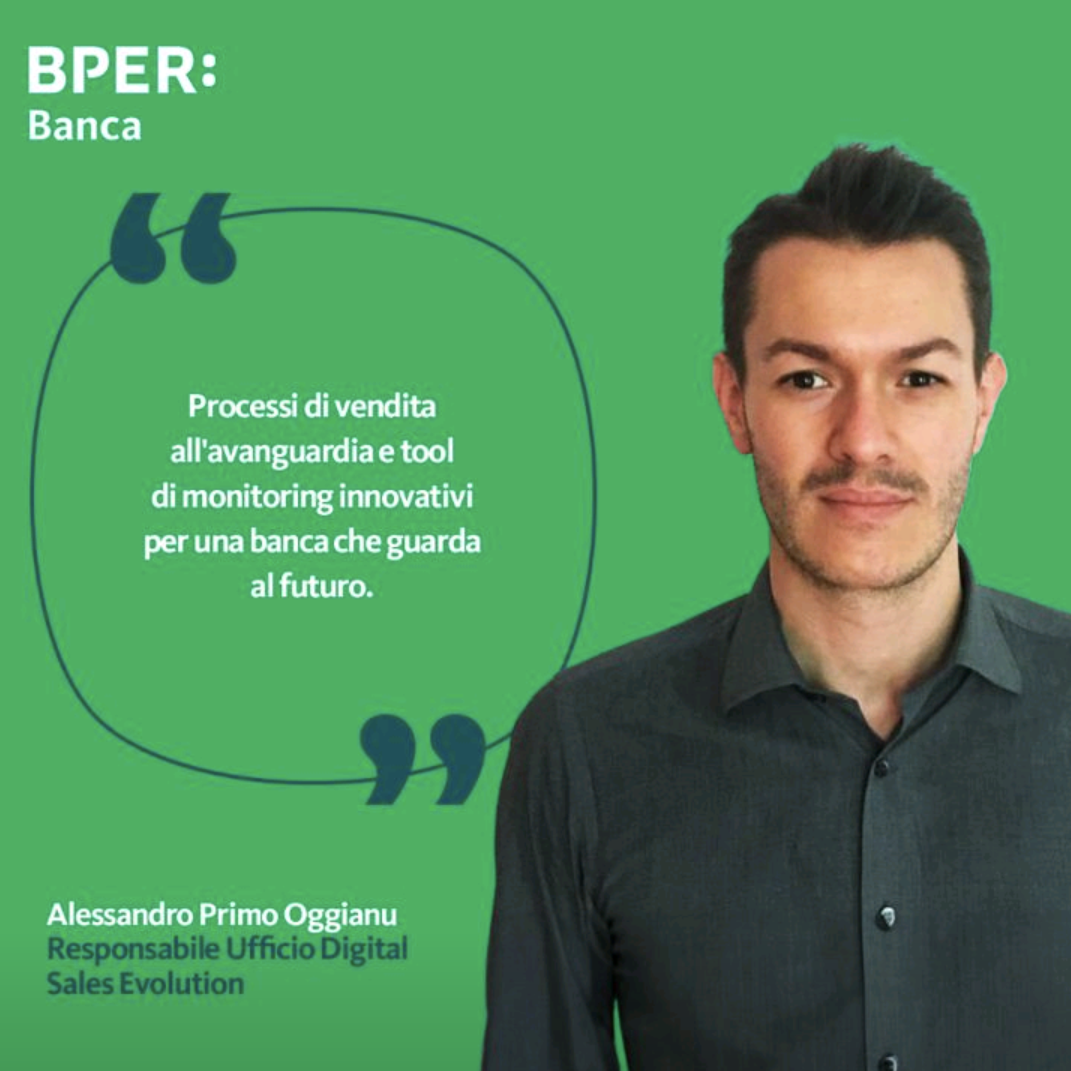 BPER:
Banca
Processi di vendita
all'avanguardia e tool
di monitoring innovativi
per una banca che guarda
al futuro.
Alessandro Primo Oggianu
Responsabile Ufficio Digital
Sales Evolution